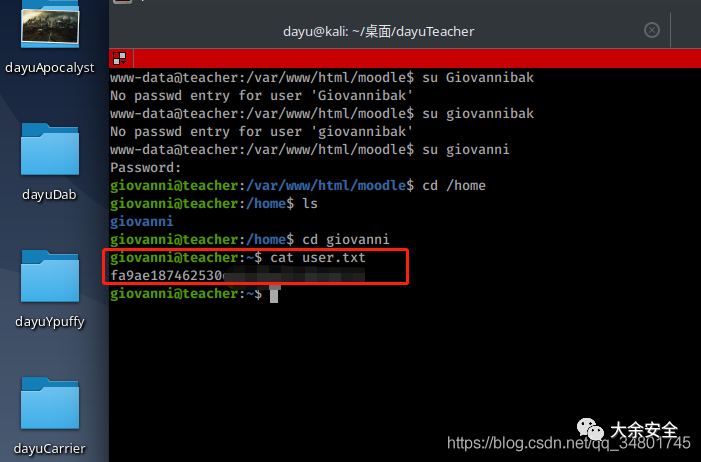 dayu@kali: ~/桌面/dayuTeacher
dayuApocalyst
dayuDab
dayuYpuffy
dayuCarrier
www-data@teacher:/var/www/html/moodle$ su Giovannibak
No passwd entry for user 'Giovannibak'
www-data@teacher:/var/www/html/moodle$ su giovannibak
No passwd entry for user 'giovannibak'
www-data@teacher:/var/www/html/moodle$ su giovanni
Password:
giovanni@teacher:/var/www/html/moodle$ cd /home
giovanni@teacher:/home$ ls
giovanni
giovanni@teacher:/home$ cd giovanni
giovanni@teacher:~$ cat user.txt
fa9ae187462530
giovanni@teacher:~$
大余安全
https://blog.csdn.net/qq_34801745